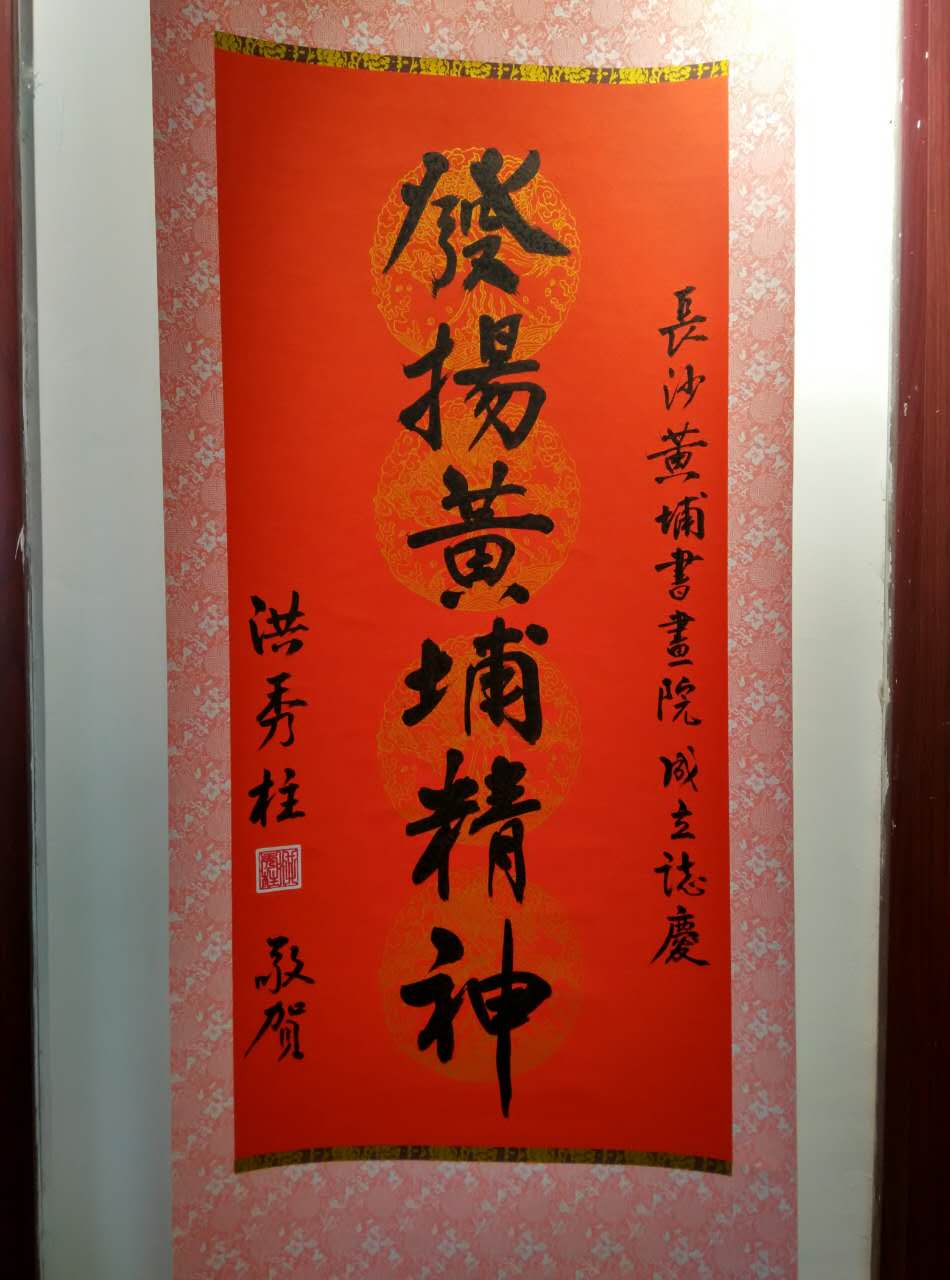 長沙黄埔書畫院成立誌慶
發揚黃埔精神
洪秀柱
敬賀